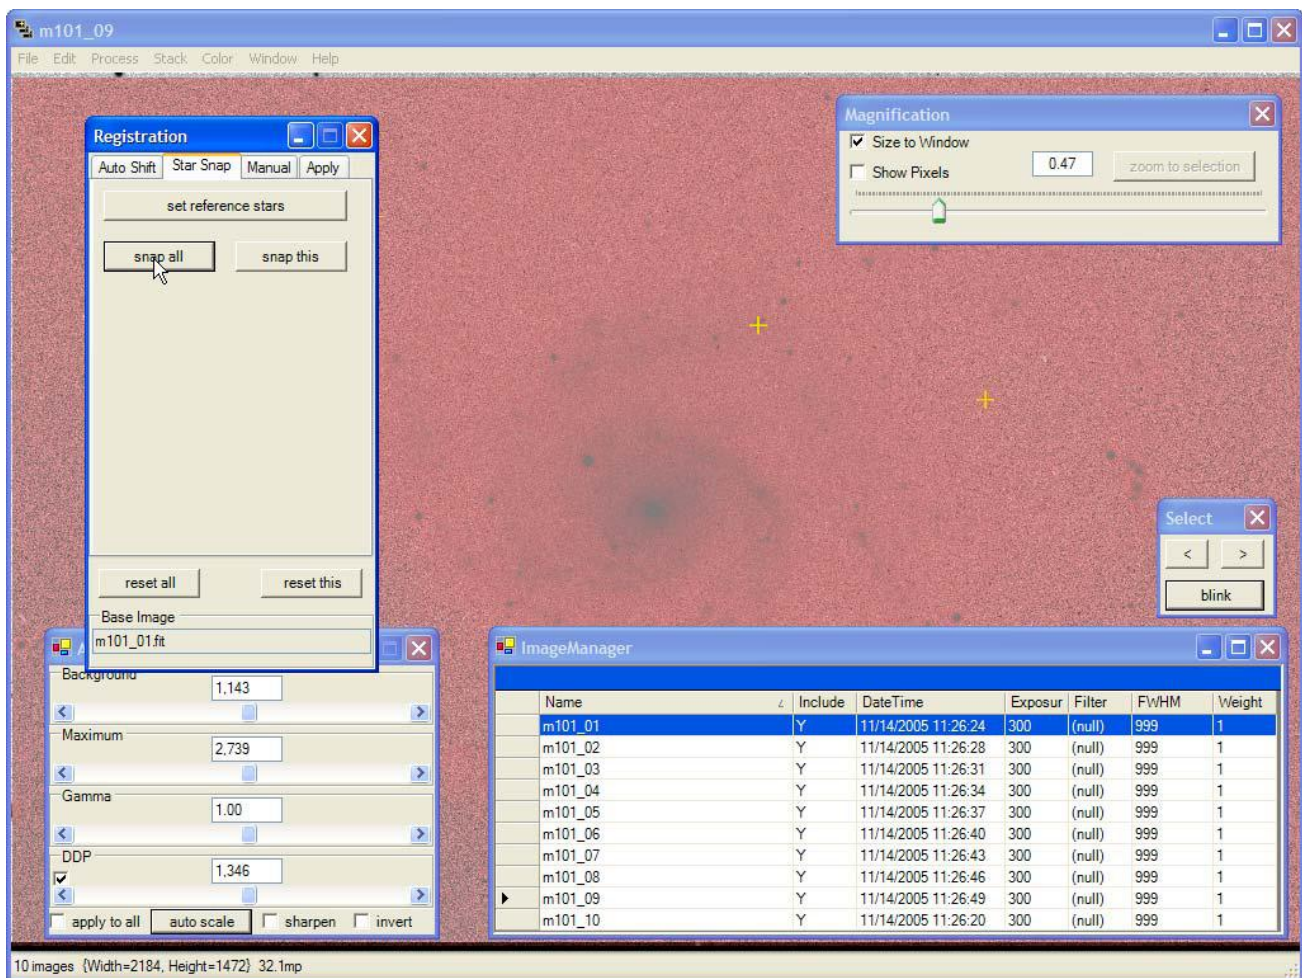 m101_09
File Edit Process Stack Color Window Help
Registration
Auto Shift Star Snap Manual Apply
set reference stars
snap all snap this
reset all reset this
Base Image
m101_01.fit
Magnification
Size to Window
Show Pixels 0.47 zoom to selection
Select
< >
blink
Background
1,143
Maximum
2,739
Gamma
1.00
DDP
1,346
apply to all auto scale sharpen invert
ImageManager
Name Include DateTime Exposur Filter FWHM Weight
m101_01 Y 11/14/2005 11:26:24 300 (null) 999 1
m101_02 Y 11/14/2005 11:26:28 300 (null) 999 1
m101_03 Y 11/14/2005 11:26:31 300 (null) 999 1
m101_04 Y 11/14/2005 11:26:34 300 (null) 999 1
m101_05 Y 11/14/2005 11:26:37 300 (null) 999 1
m101_06 Y 11/14/2005 11:26:40 300 (null) 999 1
m101_07 Y 11/14/2005 11:26:43 300 (null) 999 1
m101_08 Y 11/14/2005 11:26:46 300 (null) 999 1
m101_09 Y 11/14/2005 11:26:49 300 (null) 999 1
m101_10 Y 11/14/2005 11:26:20 300 (null) 999 1
10 images {Width=2184, Height=1472} 32.1mp